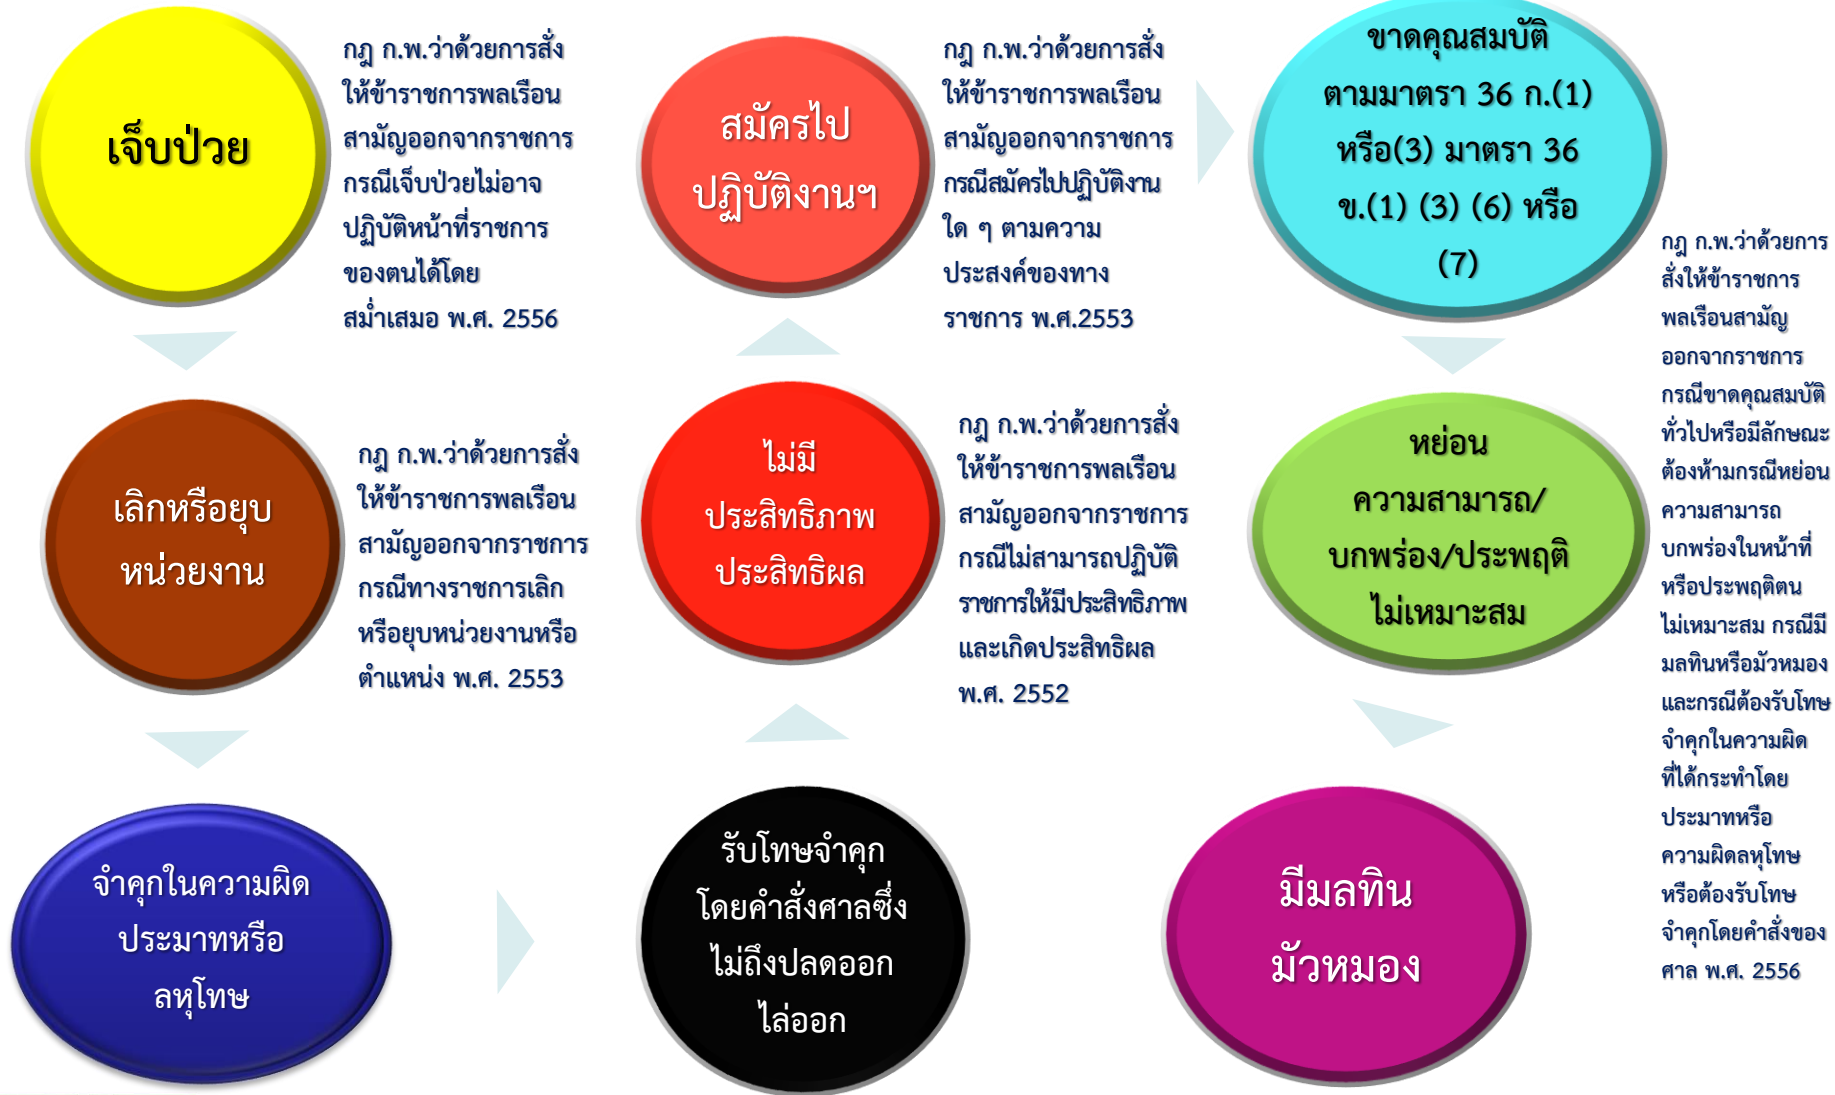 เจ็บป่วย
กฎ ก.พ.ว่าด้วยการสั่ง
ให้ข้าราชการพลเรือน
สามัญออกจากราชการ
กรณีเจ็บป่วยไม่อาจ
ปฏิบัติหน้าที่ราชการ
ของตนได้โดย
สม่ำเสมอ พ.ศ. 2556
เลิกหรือยุบ
หน่วยงาน
กฎ ก.พ.ว่าด้วยการสั่ง
ให้ข้าราชการพลเรือน
สามัญออกจากราชการ
กรณีทางราชการเลิก
หรือยุบหน่วยงานหรือ
ตำแหน่ง พ.ศ. 2553
จำคุกในความผิด
ประมาทหรือ
ลหุโทษ
รับโทษจำคุก
โดยคำสั่งศาลซึ่ง
ไม่ถึงปลดออก
ไล่ออก
ไม่มี
ประสิทธิภาพ
ประสิทธิผล
กฎ ก.พ.ว่าด้วยการสั่ง
ให้ข้าราชการพลเรือน
สามัญออกจากราชการ
กรณีไม่สามารถปฏิบัติ
ราชการให้มีประสิทธิภาพ
และเกิดประสิทธิผล
พ.ศ. 2552
สมัครไป
ปฏิบัติงานฯ
กฎ ก.พ.ว่าด้วยการสั่ง
ให้ข้าราชการพลเรือน
สามัญออกจากราชการ
กรณีสมัครไปปฏิบัติงาน
ใด ๆ ตามความ
ประสงค์ของทาง
ราชการ พ.ศ.2553
ขาดคุณสมบัติ
ตามมาตรา 36 ก.(1)
หรือ(3) มาตรา 36
ข.(1) (3) (6) หรือ
(7)
หย่อน
ความสามารถ/
บกพร่อง/ประพฤติ
ไม่เหมาะสม
มีมลทิน
มัวหมอง
กฎ ก.พ.ว่าด้วยการ
สั่งให้ข้าราชการ
พลเรือนสามัญ
ออกจากราชการ
กรณีขาดคุณสมบัติ
ทั่วไปหรือมีลักษณะ
ต้องห้ามกรณีหย่อน
ความสามารถ
บกพร่องในหน้าที่
หรือประพฤติตน
ไม่เหมาะสม กรณีมี
มลทินหรือมัวหมอง
และกรณีต้องรับโทษ
จำคุกในความผิด
ที่ได้กระทำโดย
ประมาทหรือ
ความผิดลหุโทษ
หรือต้องรับโทษ
จำคุกโดยคำสั่งของ
ศาล พ.ศ. 2556